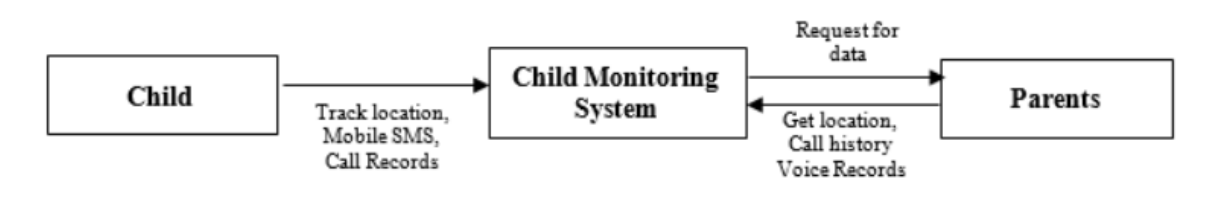 Child
Track location,
Mobile SMS,
Call Records
Child Monitoring
System
Request for
data
Get location,
Call history
Voice Records
Parents